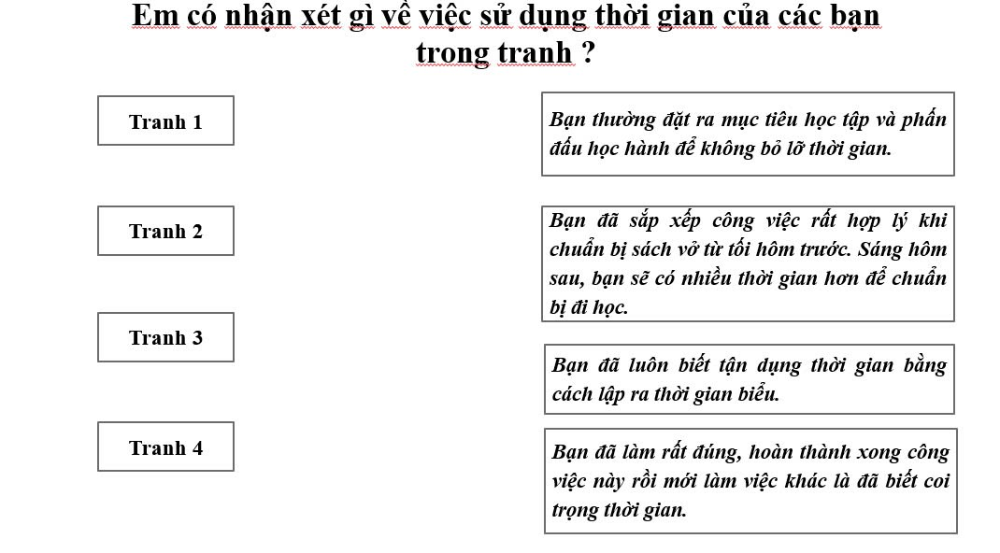 Em có nhận xét gì về việc sử dụng thời gian của các bạn
trong tranh ?
Tranh 1
Bạn thường đặt ra mục tiêu học tập và phấn
đấu học hành để không bỏ lỡ thời gian.
Tranh 2
Bạn đã sắp xếp công việc rất hợp lý khi
chuẩn bị sách vở từ tối hôm trước. Sáng hôm
sau, bạn sẽ có nhiều thời gian hơn để chuẩn
bị đi học.
Tranh 3
Bạn đã luôn biết tận dụng thời gian bằng
cách lập ra thời gian biểu.
Tranh 4
Bạn đã làm rất đúng, hoàn thành xong công
việc này rồi mới làm việc khác là đã biết coi
trọng thời gian.